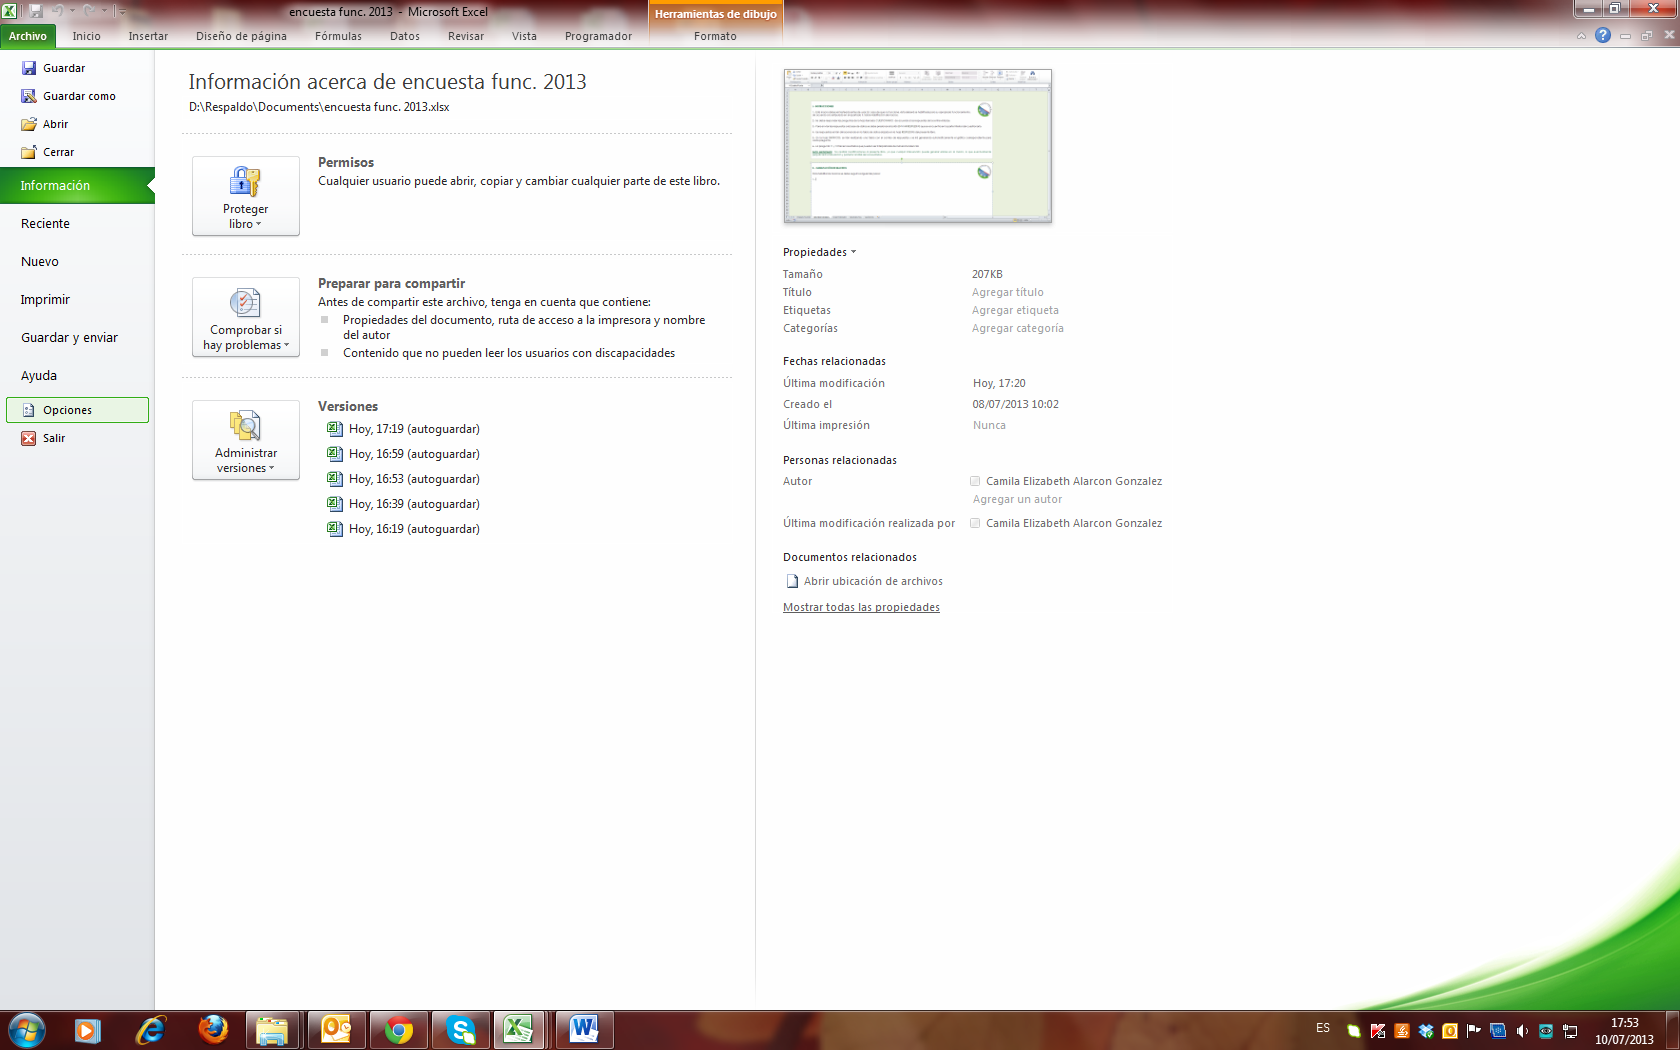 encuesta func. 2013 - Microsoft Excel
Herramientas de dibujo
Archivo
Inicio
Insertar
Diseño de página
Fórmulas
Datos
Revisar
Vista
Programador
Formato
Guardar
Guardar como
Abrir
Cerrar
Información
Reciente
Nuevo
Imprimir
Guardar y enviar
Ayuda
Opciones
Salir
Información acerca de encuesta func. 2013
D:\Respaldo\Documents\encuesta func. 2013.xlsx
Proteger
libro
Permisos
Cualquier usuario puede abrir, copiar y cambiar cualquier parte de este libro.
Comprobar si
hay problemas
Preparar para compartir
Antes de compartir este archivo, tenga en cuenta que contiene:
Propiedades del documento, ruta de acceso a la impresora y nombre
del autor
Contenido que no pueden leer los usuarios con discapacidades
Administrar
versiones
Versiones
Hoy, 17:19 (autoguardar)
Hoy, 16:59 (autoguardar)
Hoy, 16:53 (autoguardar)
Hoy, 16:39 (autoguardar)
Hoy, 16:19 (autoguardar)
Propiedades
Tamaño 207KB
Título Agregar título
Etiquetas Agregar etiqueta
Categorías Agregar categoría
Fechas relacionadas
Última modificación Hoy, 17:20
Creado el 08/07/2013 10:02
Última impresión Nunca
Personas relacionadas
Autor Camila Elizabeth Alarcon Gonzalez
Agregar un autor
Última modificación realizada por Camila Elizabeth Alarcon Gonzalez
Documentos relacionados
Abrir ubicación de archivos
Mostrar todas las propiedades
ES
17:53
10/07/2013